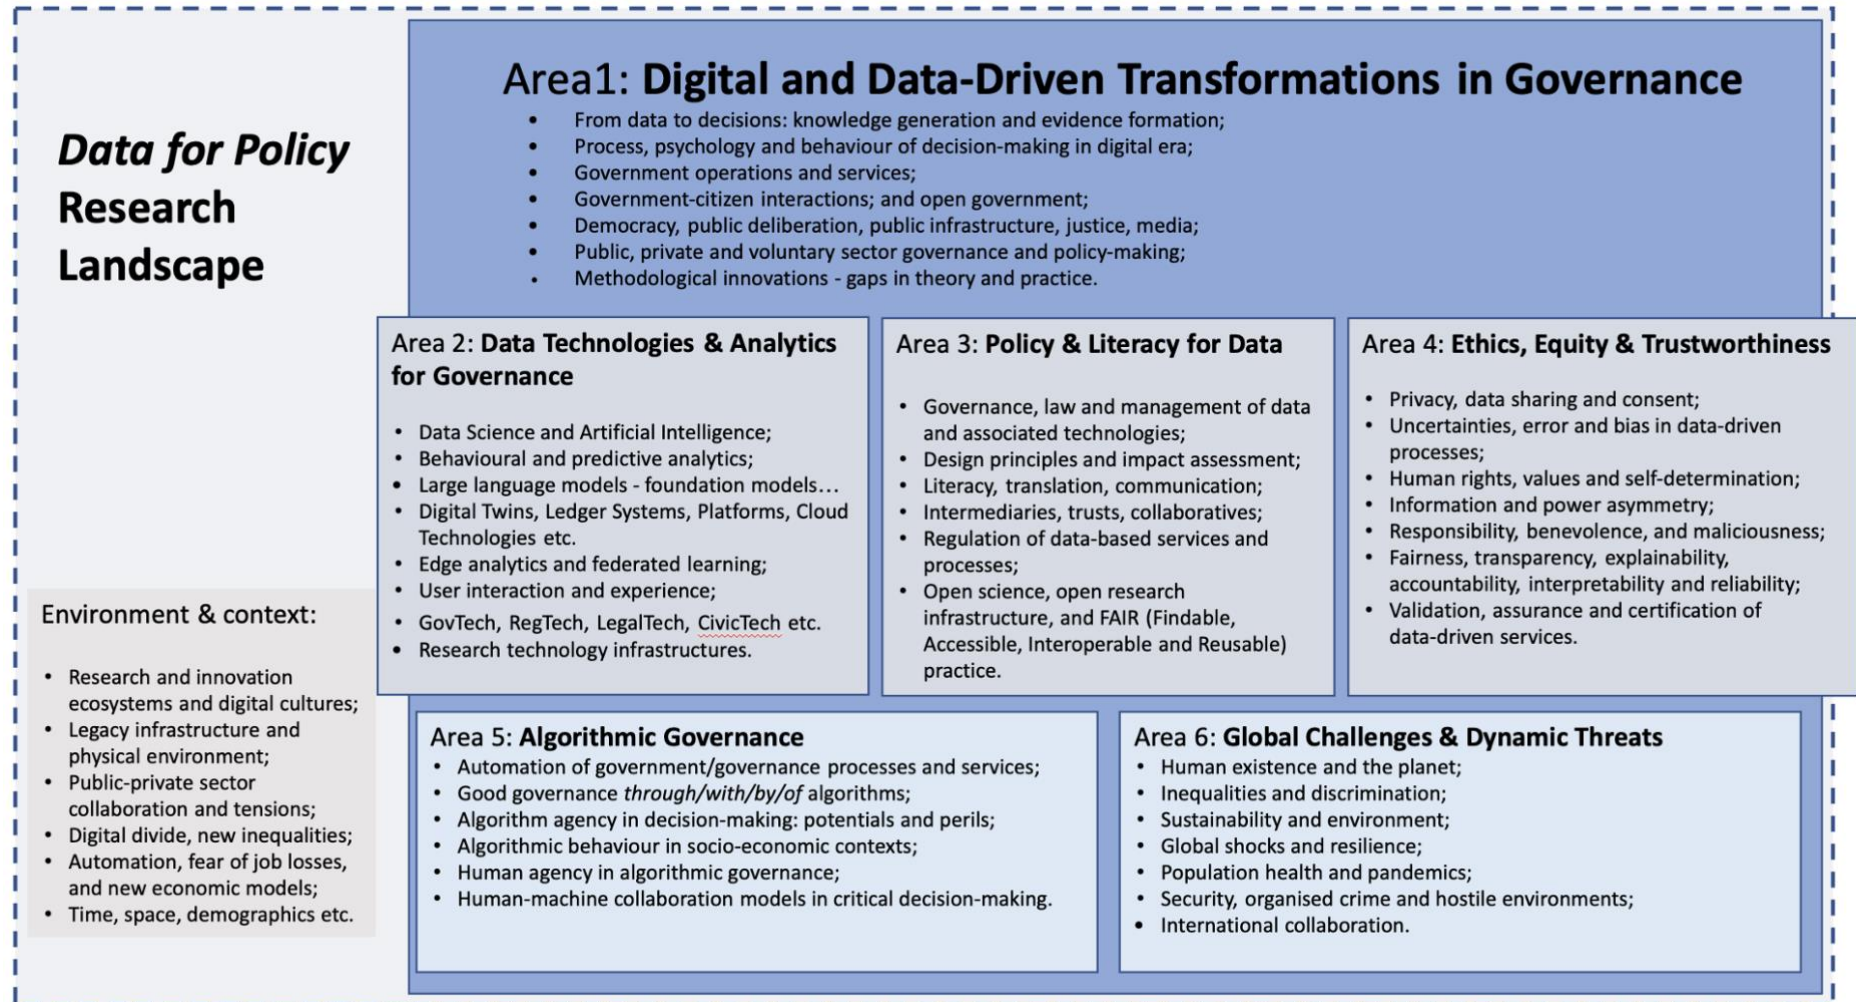 Data for Policy
Research
Landscape
Area1: Digital and Data-Driven Transformations in Governance
• From data to decisions: knowledge generation and evidence formation;
• Process, psychology and behaviour of decision-making in digital era;
• Government operations and services;
• Government-citizen interactions; and open government;
• Democracy, public deliberation, public infrastructure, justice, media;
• Public, private and voluntary sector governance and policy-making;
• Methodological innovations - gaps in theory and practice.
Area 2: Data Technologies & Analytics
for Governance
• Data Science and Artificial Intelligence;
• Behavioural and predictive analytics;
• Large language models - foundation models…
• Digital Twins, Ledger Systems, Platforms, Cloud
Technologies etc.
• Edge analytics and federated learning;
• User interaction and experience;
• GovTech, RegTech, LegalTech, CivicTech etc.
• Research technology infrastructures.
Area 3: Policy & Literacy for Data
• Governance, law and management of data
and associated technologies;
• Design principles and impact assessment;
• Literacy, translation, communication;
• Intermediaries, trusts, collaboratives;
• Regulation of data-based services and
processes;
• Open science, open research
infrastructure, and FAIR (Findable,
Accessible, Interoperable and Reusable)
practice.
Area 4: Ethics, Equity & Trustworthiness
• Privacy, data sharing and consent;
• Uncertainties, error and bias in data-driven
processes;
• Human rights, values and self-determination;
• Information and power asymmetry;
• Responsibility, benevolence, and maliciousness;
• Fairness, transparency, explainability,
accountability, interpretability and reliability;
• Validation, assurance and certification of
data-driven services.
Environment & context:
• Research and innovation
ecosystems and digital cultures;
• Legacy infrastructure and
physical environment;
• Public-private sector
collaboration and tensions;
• Digital divide, new inequalities;
• Automation, fear of job losses,
and new economic models;
• Time, space, demographics etc.
Area 5: Algorithmic Governance
• Automation of government/governance processes and services;
• Good governance through/with/by/of algorithms;
• Algorithm agency in decision-making: potentials and perils;
• Algorithmic behaviour in socio-economic contexts;
• Human agency in algorithmic governance;
• Human-machine collaboration models in critical decision-making.
Area 6: Global Challenges & Dynamic Threats
• Human existence and the planet;
• Inequalities and discrimination;
• Sustainability and environment;
• Global shocks and resilience;
• Population health and pandemics;
• Security, organised crime and hostile environments;
• International collaboration.